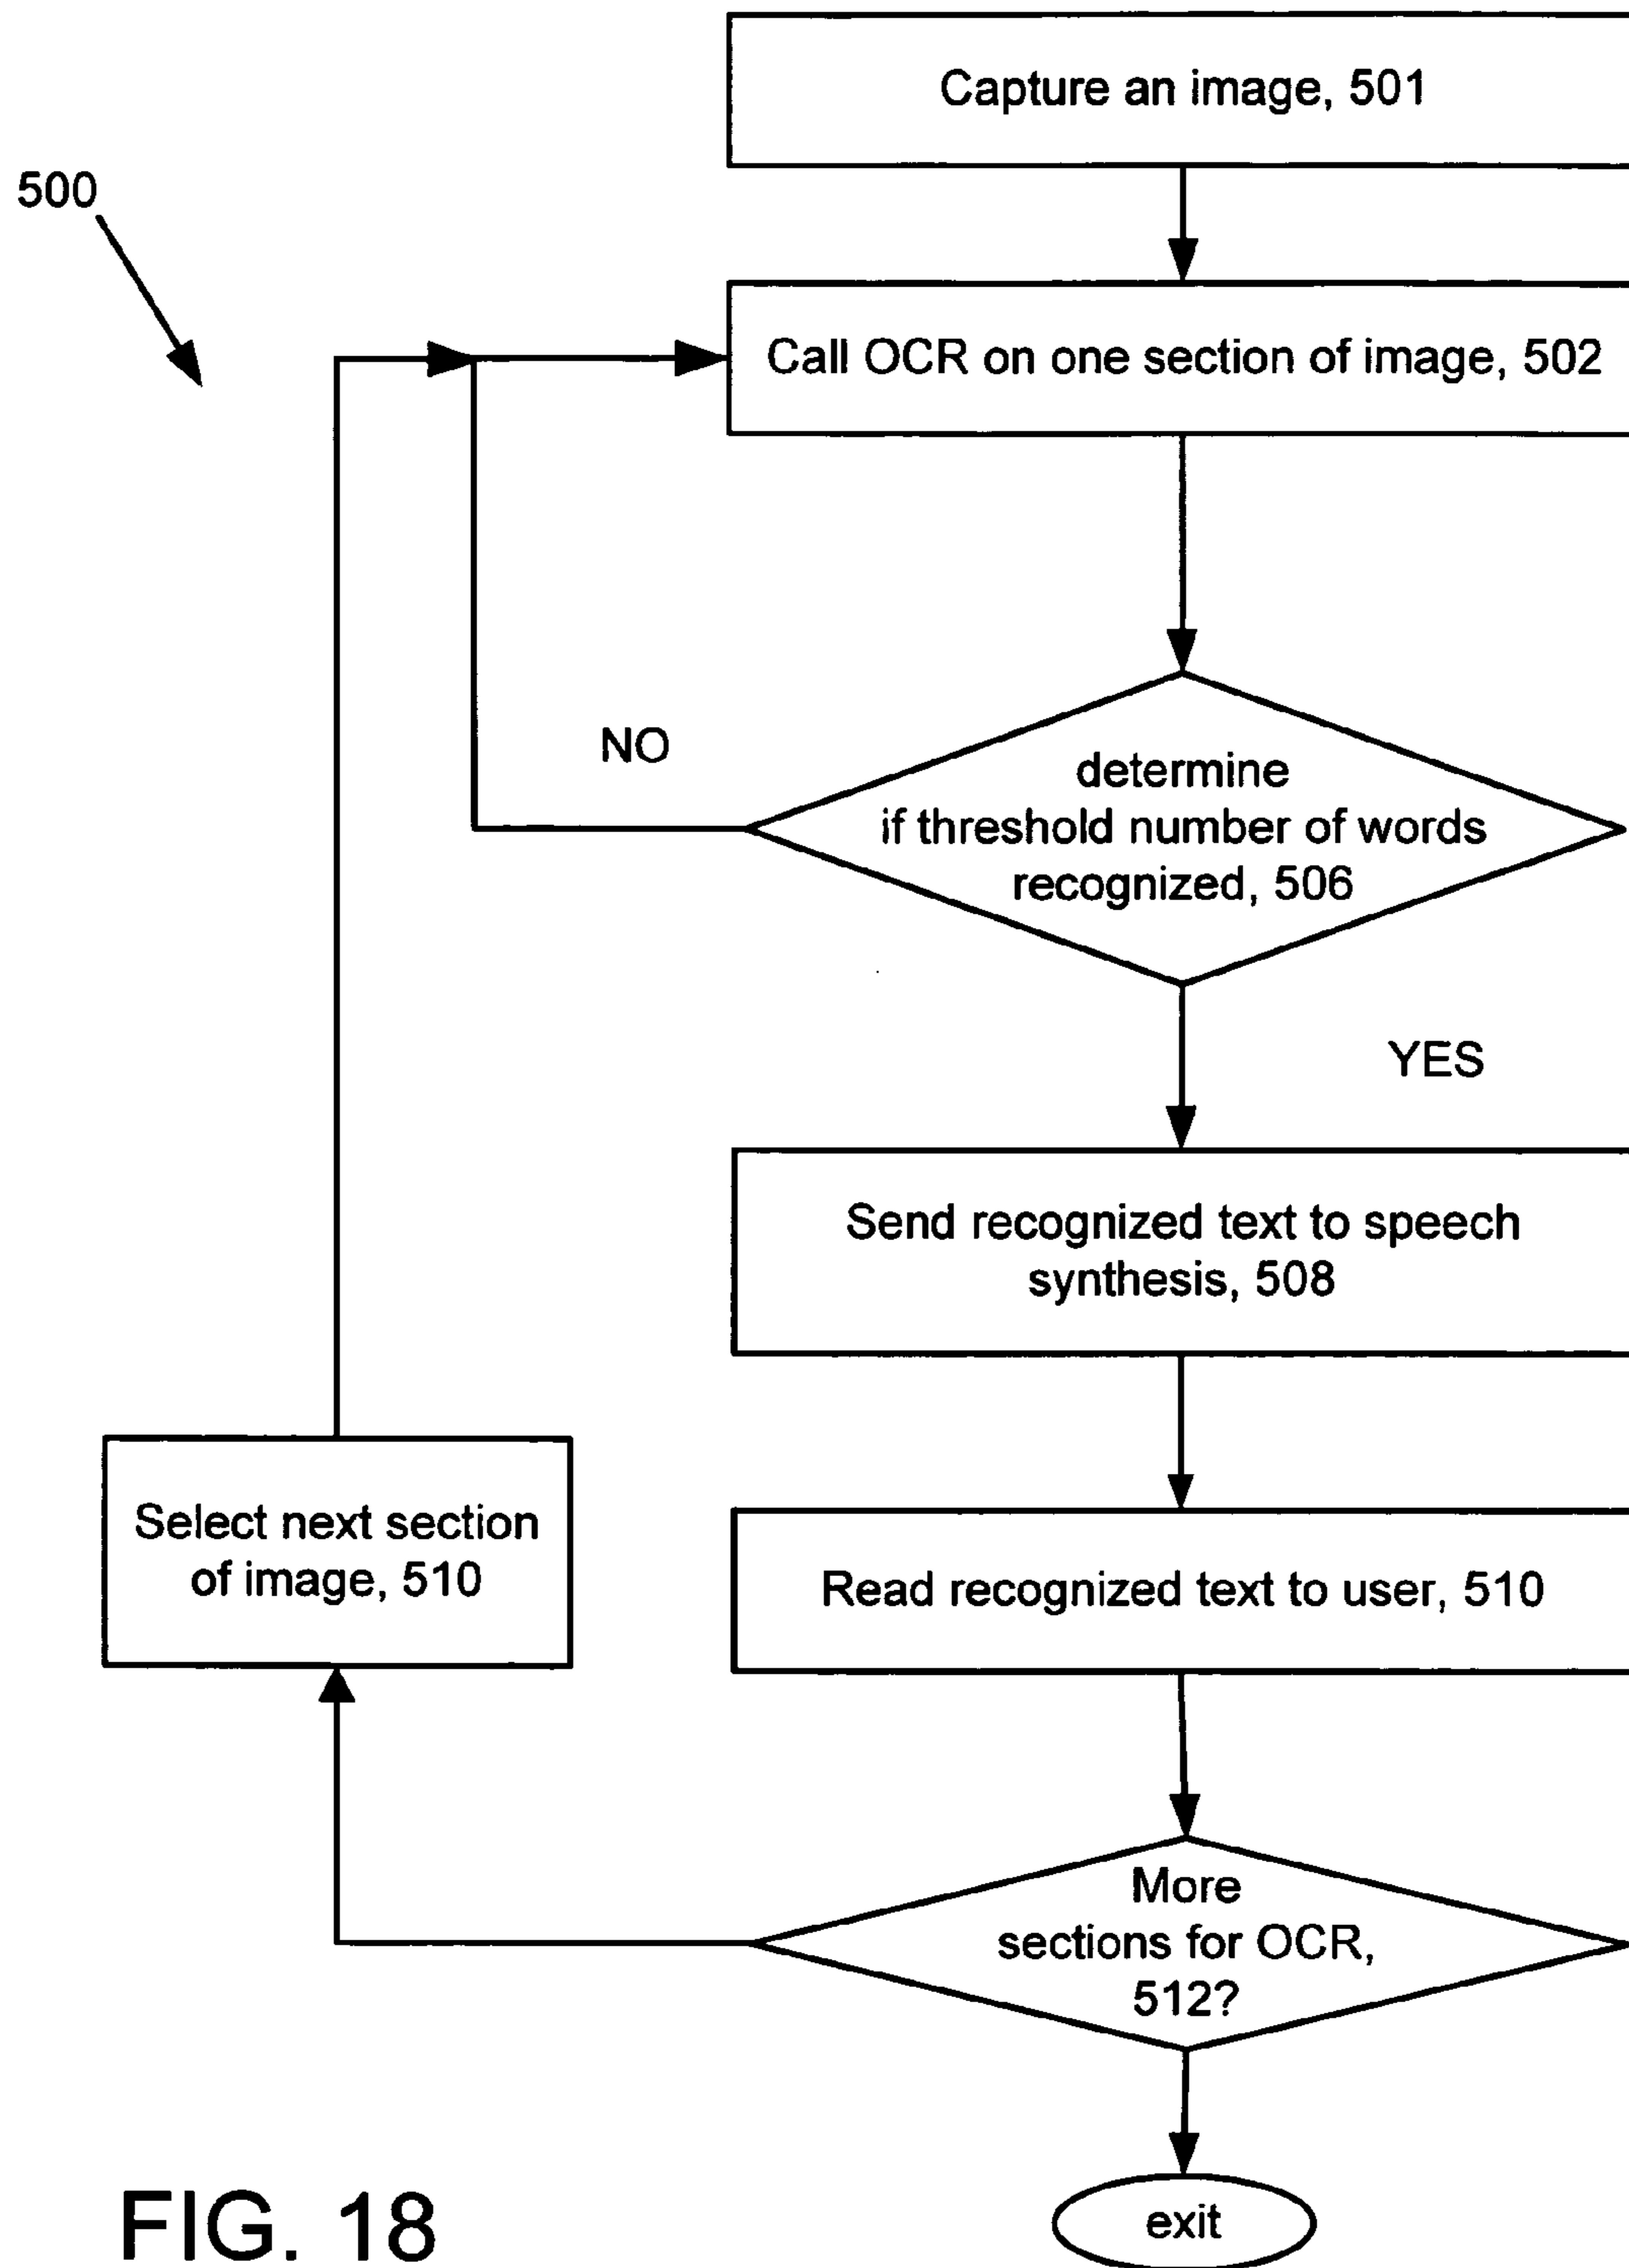 Capture an image, 501
500
Call OCR on one section of image, 502
NO
determine
if threshold number of words
recognized, 506
YES
Send recognized text to speech
synthesis, 508
Select next section
of image, 510
Read recognized text to user, 510
More
sections for OCR,
512?
exit
FIG. 18